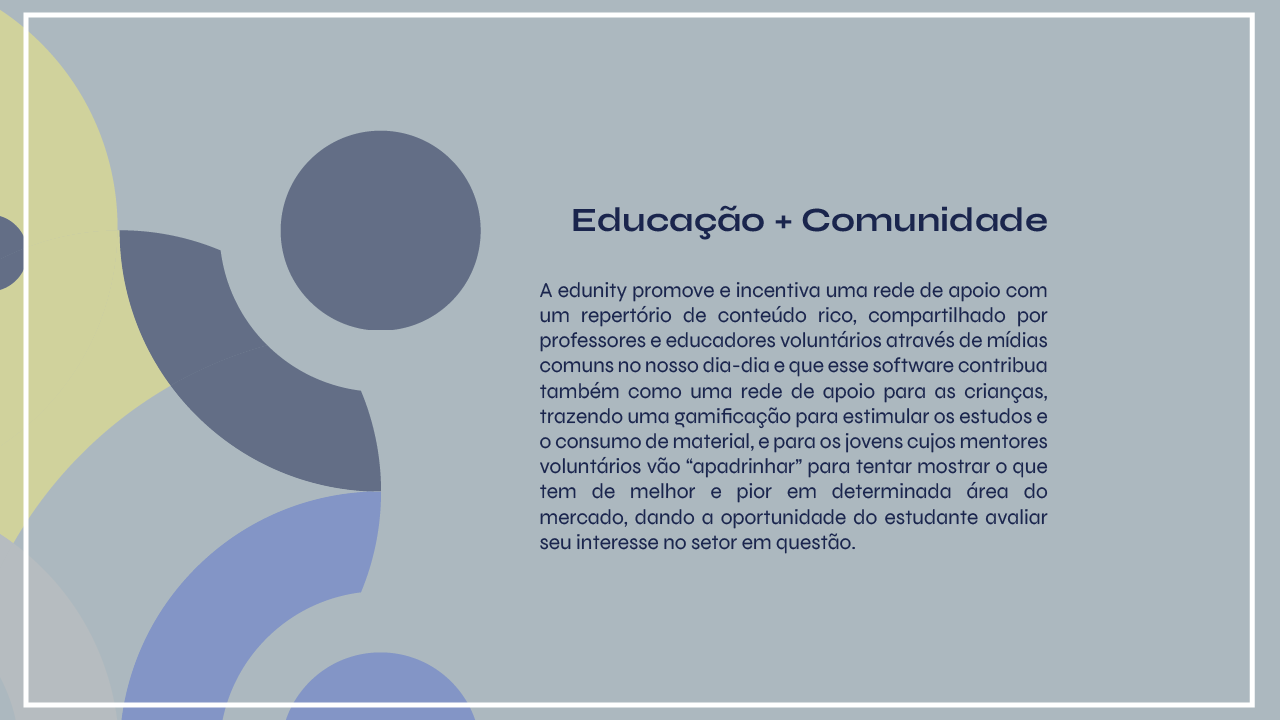 Educação + Comunidade
A edunity promove e incentiva uma rede de apoio com
um repertório de conteúdo rico, compartilhado por
professores e educadores voluntários através de mídias
comuns no nosso dia-dia e que esse software contribua
também como uma rede de apoio para as crianças,
trazendo uma gamificação para estimular os estudos e
o consumo de material, e para os jovens cujos mentores
voluntários vão “apadrinhar” para tentar mostrar o que
tem de melhor e pior em determinada área do
mercado, dando a oportunidade do estudante avaliar
seu interesse no setor em questão.